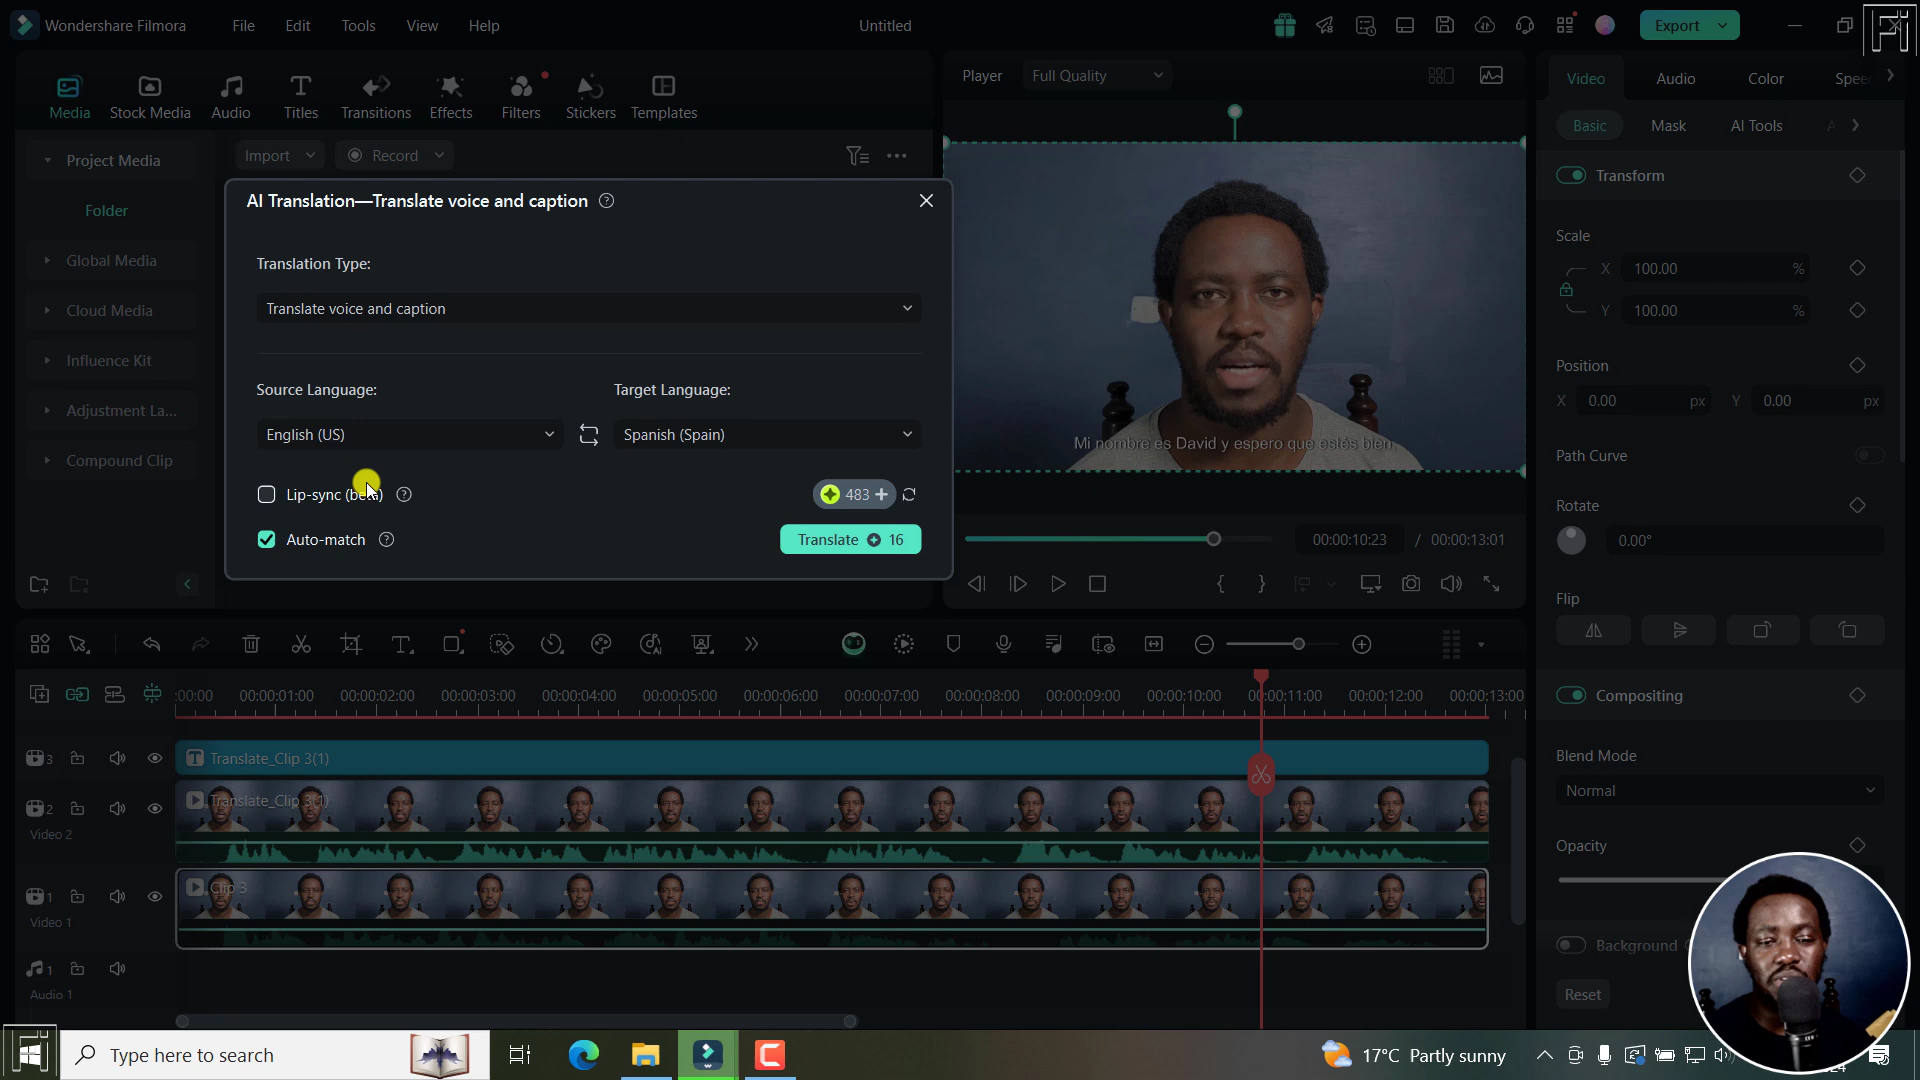 Wondershare Filmora
File
Edit
Tools
View
Help
Untitled
Export
Media
Stock Media
Audio
Titles
Transitions
Effects
Filters
Stickers
Templates
Player
Full Quality
Video
Audio
Color
Spee
Basic
Mask
AI Tools
A
Project Media
Folder
Global Media
Cloud Media
Influence Kit
Adjustment La...
Compound Clip
Import
Record
AI Translation—Translate voice and caption
Translation Type:
Translate voice and caption
Source Language:
Target Language:
English (US)
Spanish (Spain)
Lip-sync (beta)
483
Auto-match
Translate 16
Mi nombre es David y espero que estés bien
00:00:10:23 / 00:00:13:01
Transform
Scale
X 100.00 %
Y 100.00 %
Position
X 0.00 px Y 0.00 px
Path Curve
Rotate
0.00°
Flip
Compositing
Blend Mode
Normal
Opacity
Background
Reset
:00:00 00:00:01:00 00:00:02:00 00:00:03:00 00:00:04:00 00:00:05:00 00:00:06:00 00:00:07:00 00:00:08:00 00:00:09:00 00:00:10:00 00:00:11:00 00:00:12:00 00:00:13:00
3
Translate_Clip 3(1)
2
Translate_Clip 3(1)
Video 2
1
Clip 3
Video 1
1
Audio 1
Type here to search
17°C Partly sunny